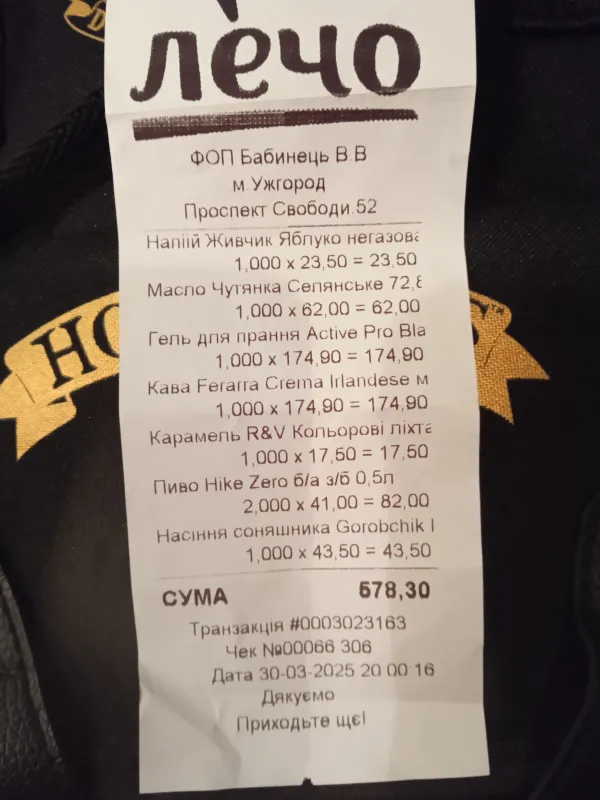 лечо
ФОП Бабинець В.В
м.Ужгород
Проспект Свободи.52
Напій Живчик Яблуко негазова
1,000 x 23,50 = 23,50
Масло Чутянка Селянське 72,8
1,000 x 62,00 = 62,00
Гель для прання Active Pro Bla
1,000 x 174,90 = 174,90
Кава Ferarra Crema Irlandese м
1,000 x 174,90 = 174,90
Карамель R&V Кольорові ліхта
1,000 x 17,50 = 17,50
Пиво Hike Zero б/а з/б 0,5л
2,000 x 41,00 = 82,00
Насіння соняшника Gorobchik
1,000 x 43,50 = 43,50
СУМА 578,30
Транзакція #0003023163
Чек №00066 306
Дата 30-03-2025 20 00 16
Дякуємо
Приходьте ще!